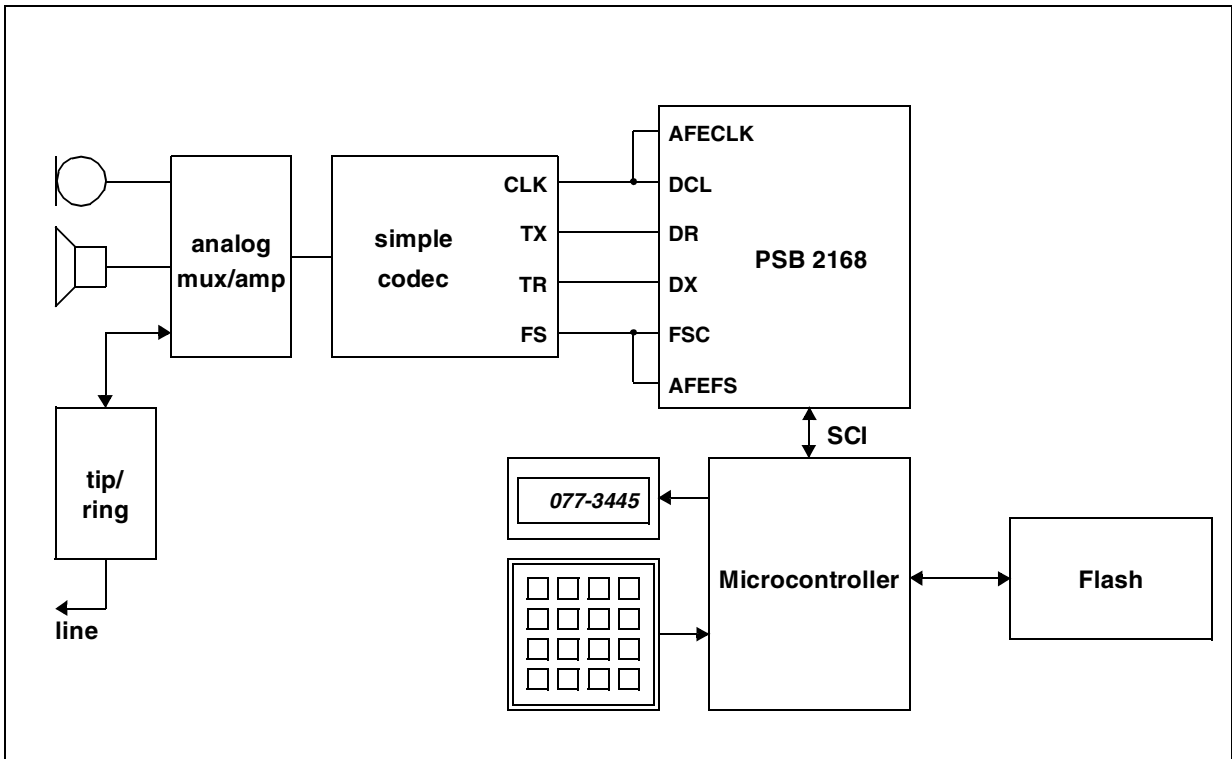 AFECLK
CLK
DCL
analog
mux/amp
simple
codec
TX
DR
PSB 2168
TR
DX
FS
FSC
AFEFS
SCI
tip/
ring
077-3445
Microcontroller
Flash
line